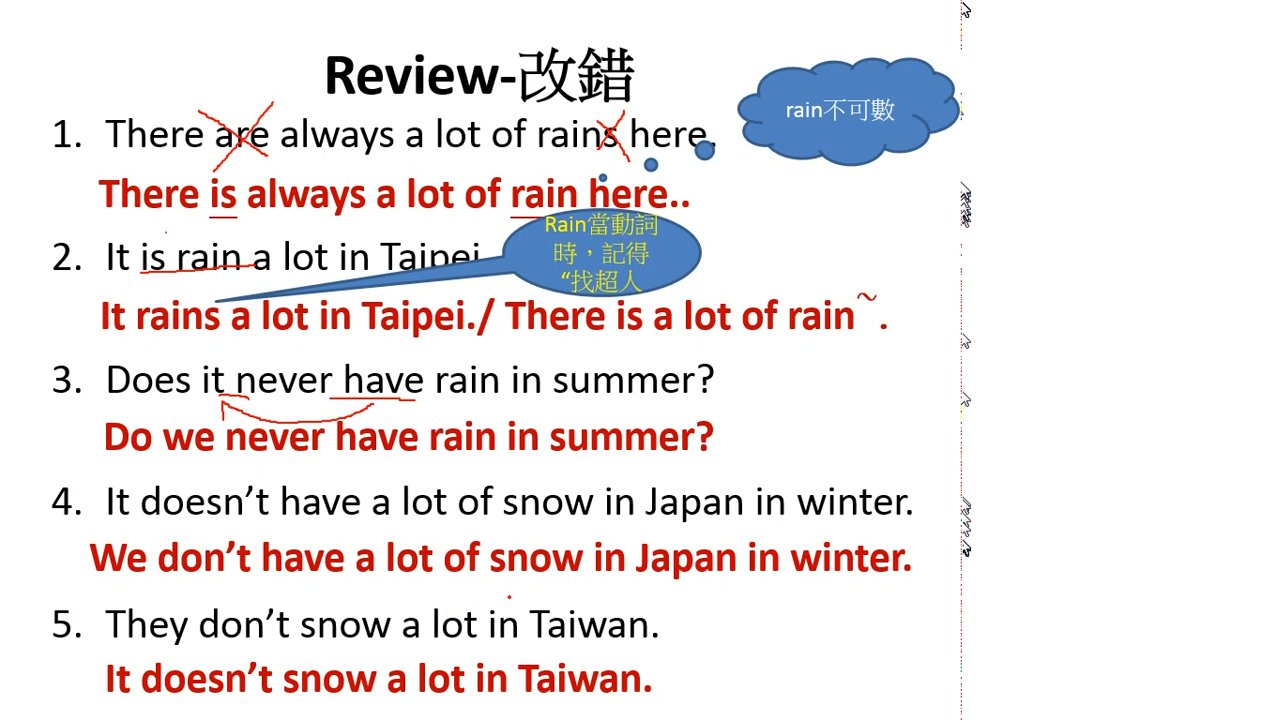 Review-改錯
1. There are always a lot of rains here.
rain不可數
There is always a lot of rain here..
2. It is rain a lot in Taipei.
Rain當動詞
時，記得
“找超人
It rains a lot in Taipei./ There is a lot of rain~.
3. Does it never have rain in summer?
Do we never have rain in summer?
4. It doesn’t have a lot of snow in Japan in winter.
We don’t have a lot of snow in Japan in winter.
5. They don’t snow a lot in Taiwan.
It doesn’t snow a lot in Taiwan.